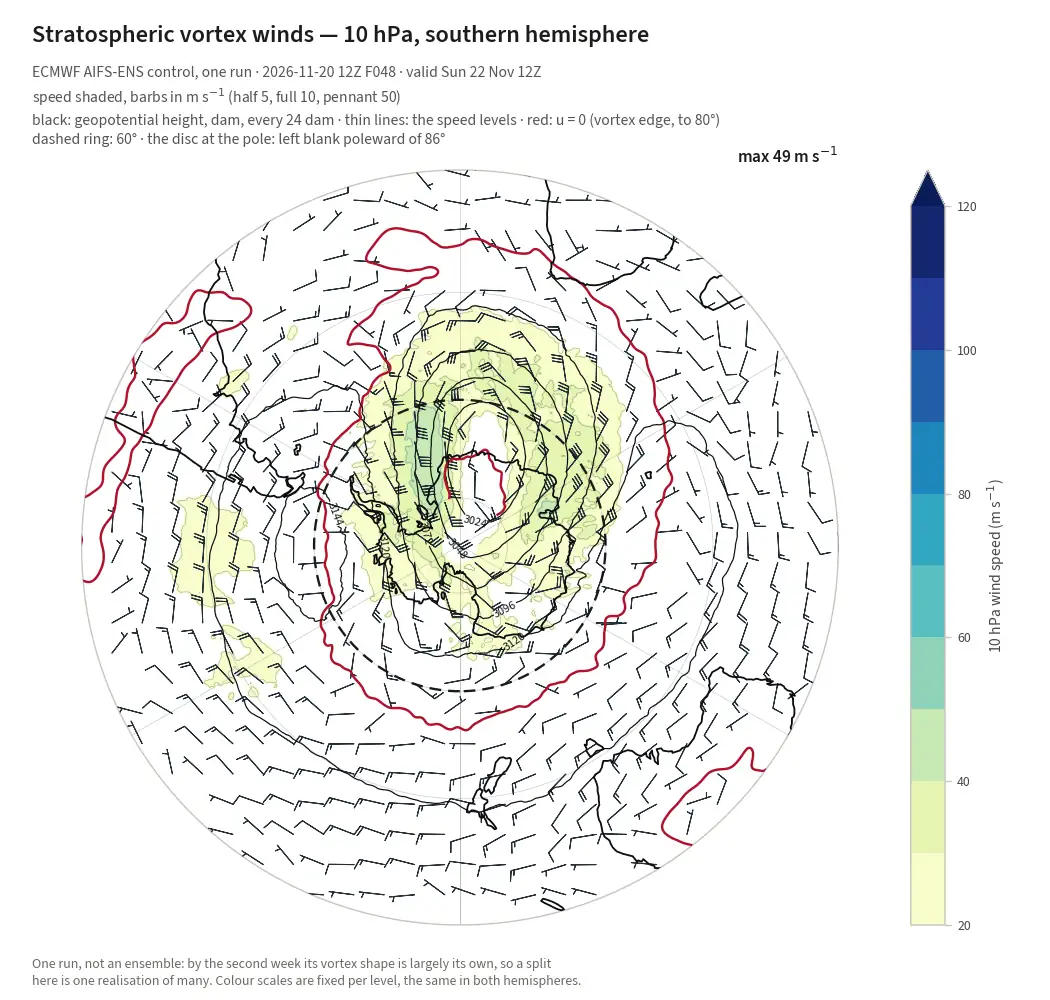 Stratospheric vortex winds — 10 hPa, southern hemisphere
ECMWF AIFS-ENS control, one run · 2026-11-20 12Z F048 · valid Sun 22 Nov 12Z
speed shaded, barbs in m s⁻¹ (half 5, full 10, pennant 50)
black: geopotential height, dam, every 24 dam · thin lines: the speed levels · red: u = 0 (vortex edge, to 80°)
dashed ring: 60° · the disc at the pole: left blank poleward of 86°
max 49 m s⁻¹
120
100
80
60
40
20
10 hPa wind speed (m s⁻¹)
3144
3024
3048
3096
3120
One run, not an ensemble: by the second week its vortex shape is largely its own, so a split
here is one realisation of many. Colour scales are fixed per level, the same in both hemispheres.